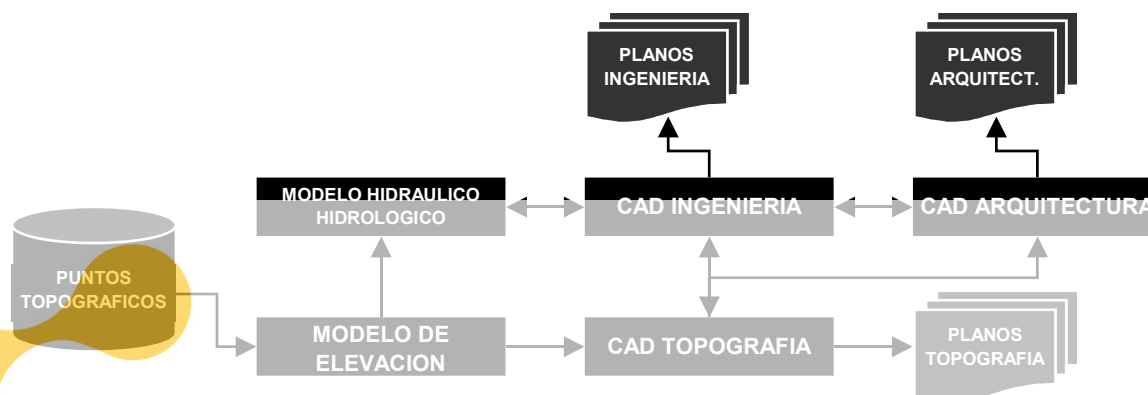 PLANOS
INGENIERIA
PLANOS
ARQUITECT.
MODELO HIDRAULICO
HIDROLOGICO
CAD INGENIERIA
CAD ARQUITECTURA
PUNTOS
TOPOGRAFICOS
MODELO DE
ELEVACION
CAD TOPOGRAFIA
PLANOS
TOPOGRAFIA